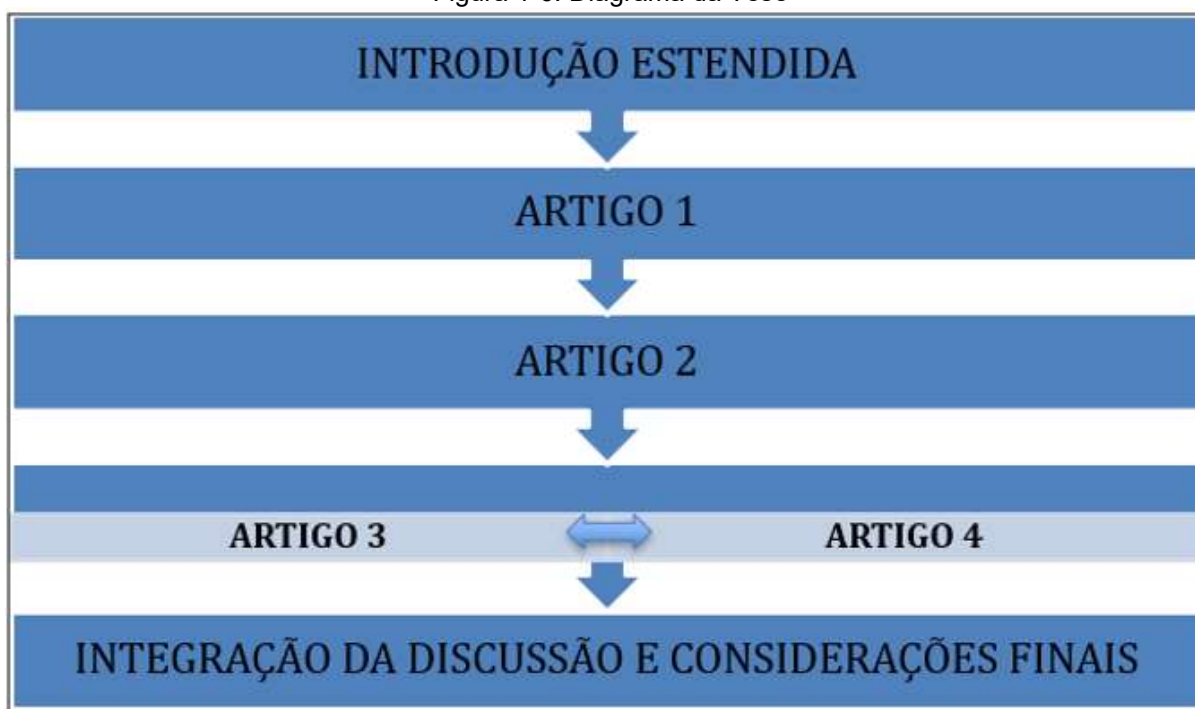 INTRODUÇÃO ESTENDIDA
ARTIGO 1
ARTIGO 2
ARTIGO 3 ARTIGO 4
INTEGRAÇÃO DA DISCUSSÃO E CONSIDERAÇÕES FINAIS